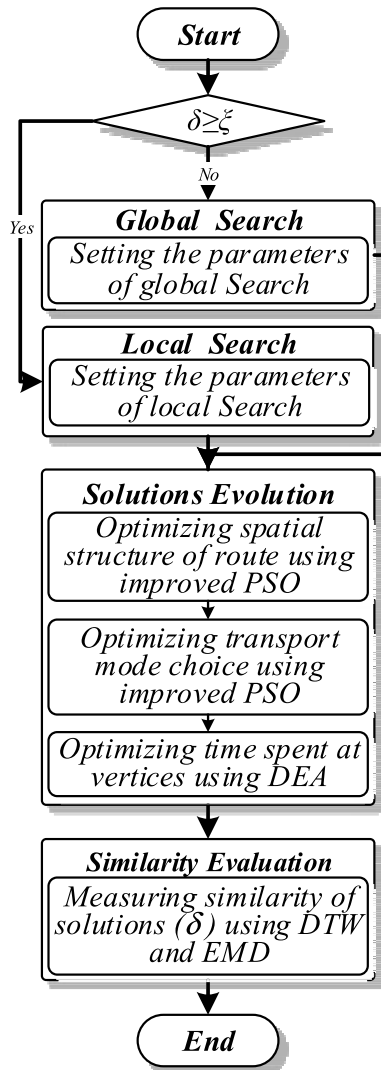 Start
δ≥ξ
No
Yes
Global Search
Setting the parameters
of global Search
Local Search
Setting the parameters
of local Search
Solutions Evolution
Optimizing spatial
structure of route using
improved PSO
Optimizing transport
mode choice using
improved PSO
Optimizing time spent at
vertices using DEA
Similarity Evaluation
Measuring similarity of
solutions (δ) using DTW
and EMD
End